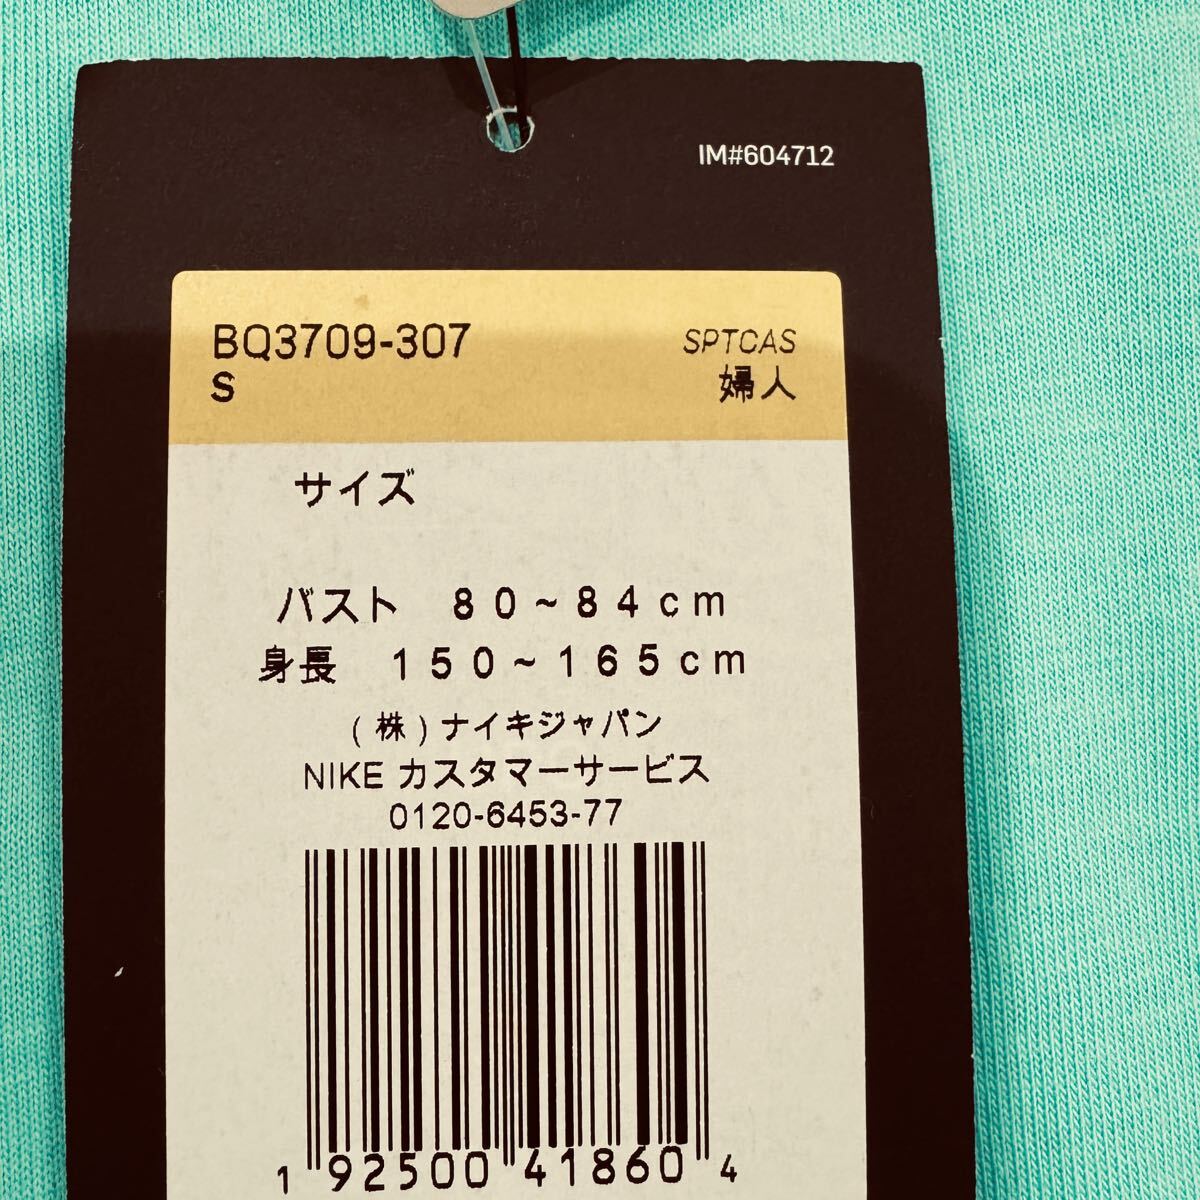 IM#604712
BQ3709-307 SPTCAS
S 婦人
サイズ
バスト 80~84cm
身長 150~165cm
(株)ナイキジャパン
NIKE カスタマーサービス
0120-6453-77
1 92500 41860 4